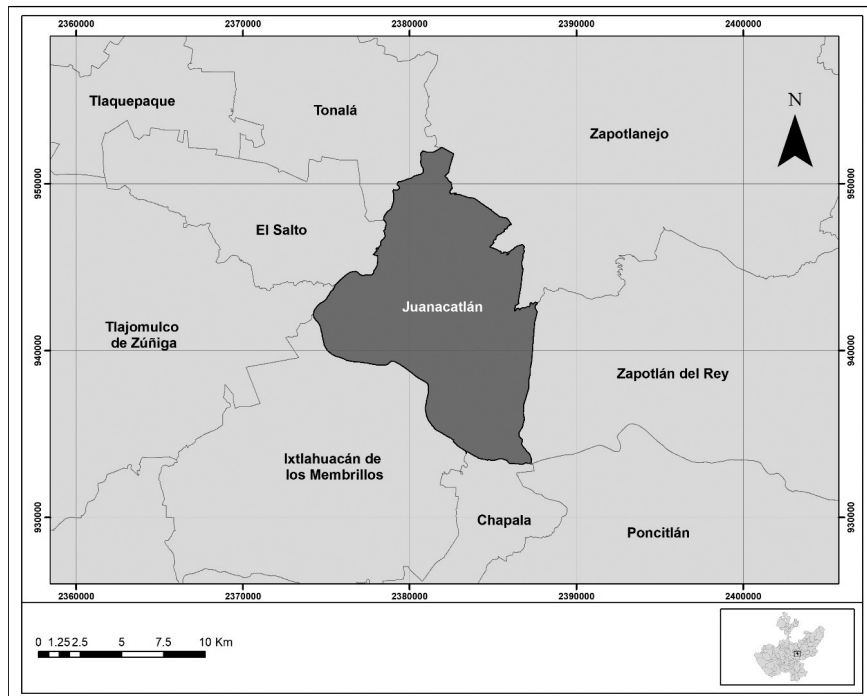 2360000 2370000 2380000 2390000 2400000
Tlaquepaque
Tonalá
Zapotlanejo
N
950000 950000
El Salto
Juanacatlán
Tlajomulco
de Zúñiga
940000 940000
Zapotlán del Rey
Ixtlahuacán de
los Membrillos
Chapala
Poncitlán
930000 930000
2360000 2370000 2380000 2390000 2400000
0 1.25 2.5 5 7.5 10 Km